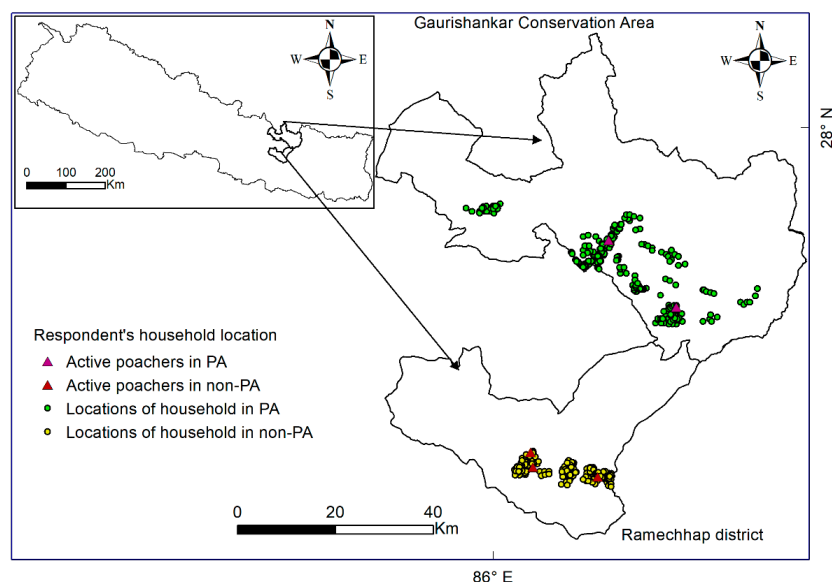 Gaurishankar Conservation Area
N
W E
S
N
W E
S
28° N
0 100 200
Km
Respondent's household location
Active poachers in PA
Active poachers in non-PA
Locations of household in PA
Locations of household in non-PA
0 20 40
Km
Ramechhap district
86° E